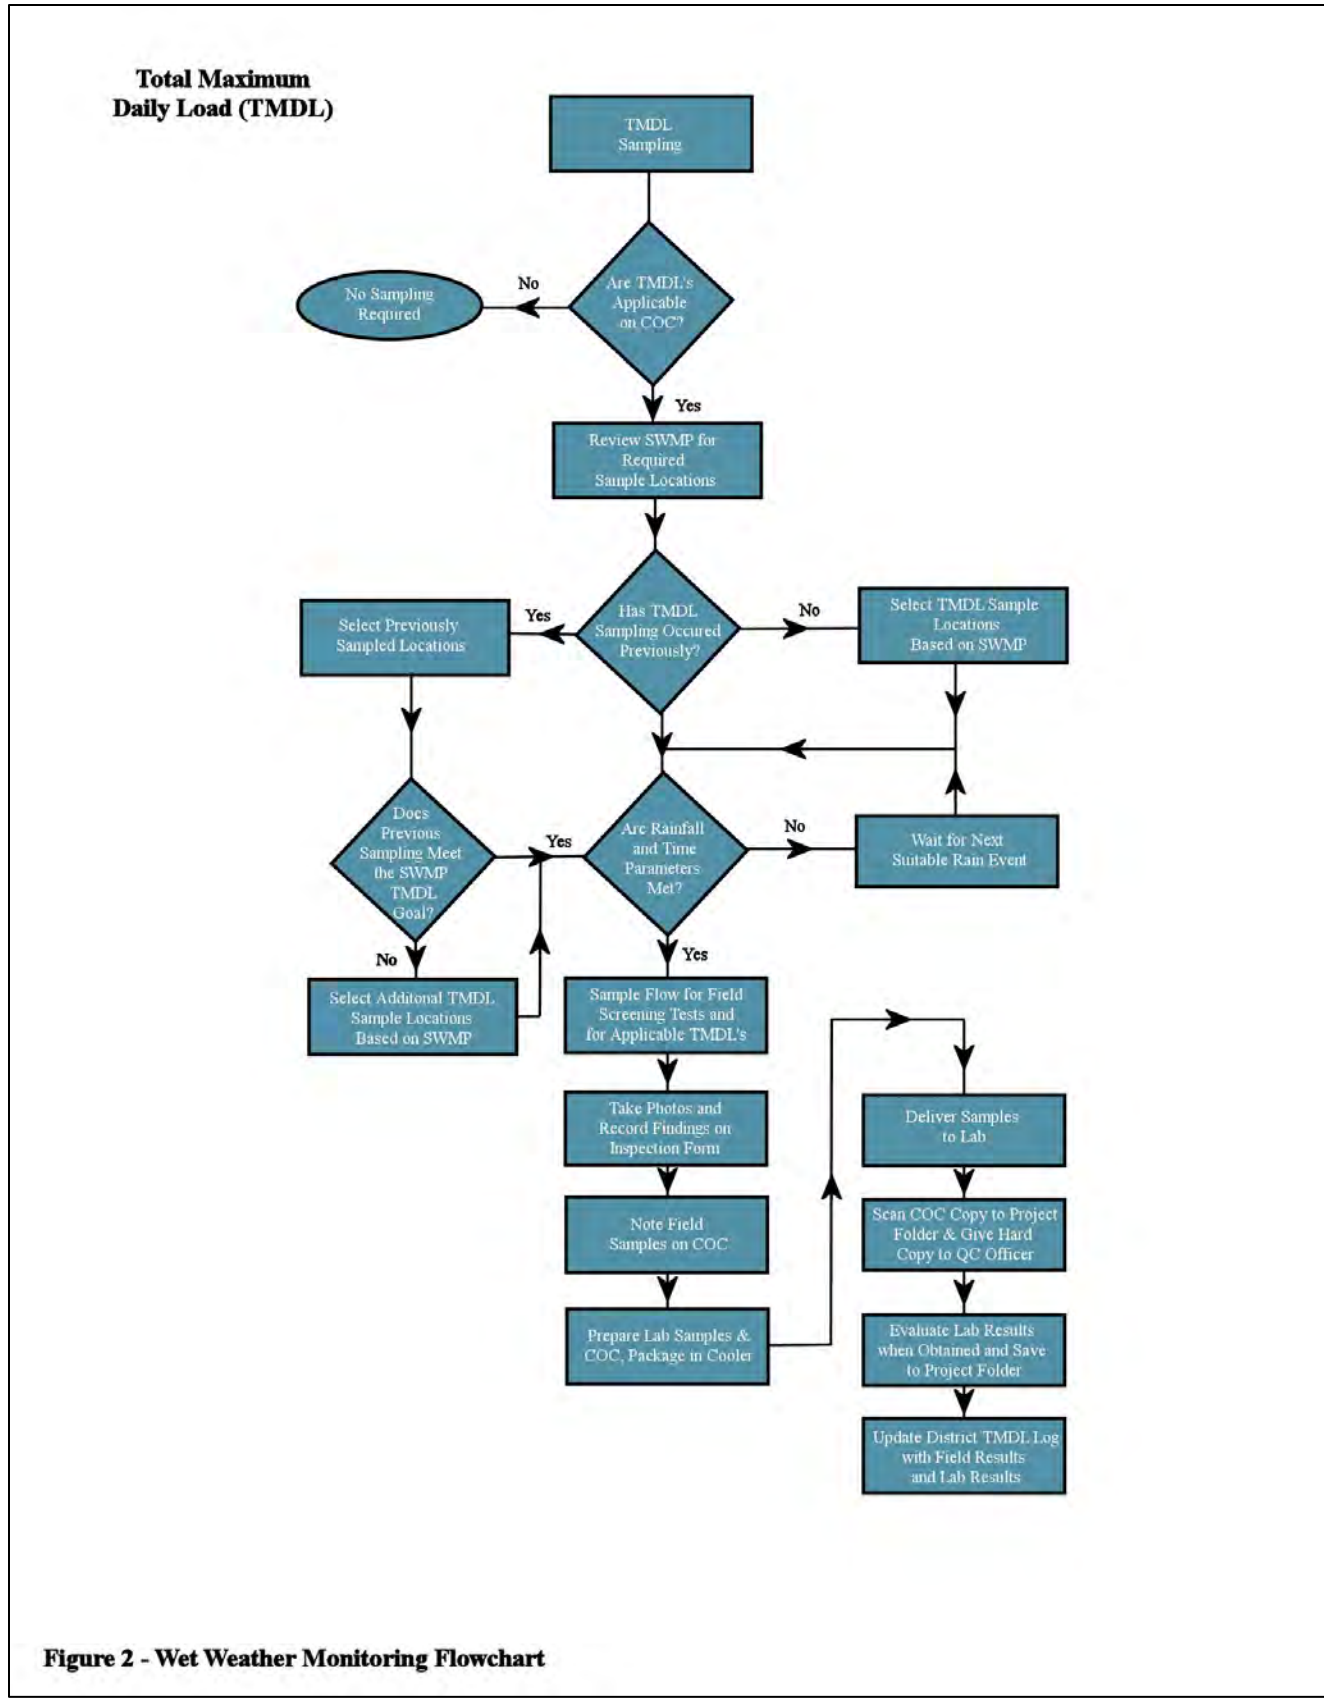 Total Maximum
Daily Load (TMDL)
TMDL
Sampling
Are TMDL's
Applicable
on COC?
No
No Sampling
Required
Yes
Review SWMP for
Required
Sample Locations
Has TMDL
Sampling Occured
Previously?
Yes
Select Previously
Sampled Locations
No
Select TMDL Sample
Locations
Based on SWMP
Does
Previous
Sampling Meet
the SWMP
TMDL
Goal?
Yes
Are Rainfall
and Time
Parameters
Met?
No
Wait for Next
Suitable Rain Event
No
Select Additonal TMDL
Sample Locations
Based on SWMP
Yes
Sample Flow for Field
Screening Tests and
for Applicable TMDL's
Take Photos and
Record Findings on
Inspection Form
Note Field
Samples on COC
Prepare Lab Samples &
COC, Package in Cooler
Deliver Samples
to Lab
Scan COC Copy to Project
Folder & Give Hard
Copy to QC Officer
Evaluate Lab Results
when Obtained and Save
to Project Folder
Update District TMDL Log
with Field Results
and Lab Results
Figure 2 - Wet Weather Monitoring Flowchart